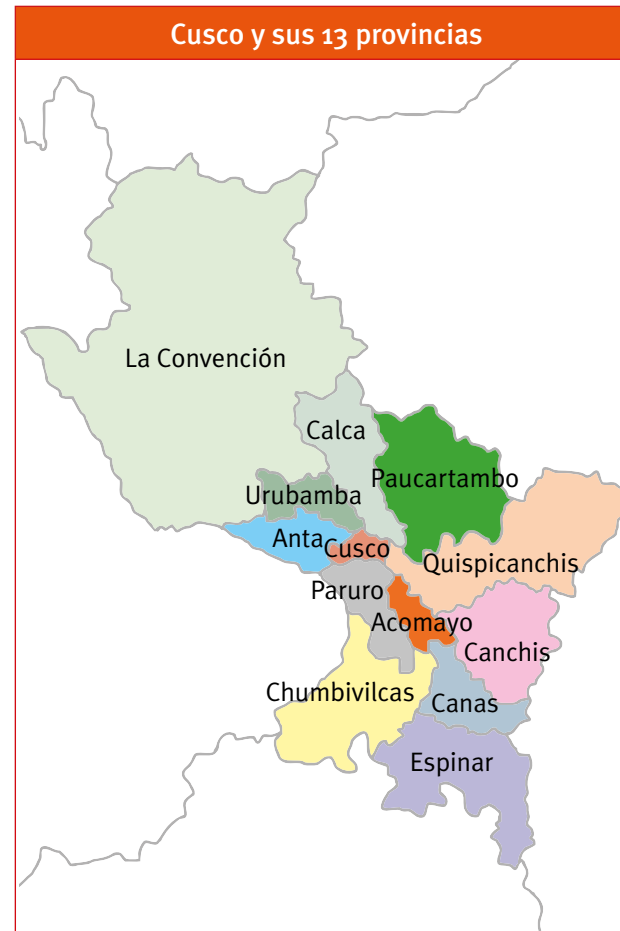 Cusco y sus 13 provincias
La Convención
Calca
Paucartambo
Urubamba
Anta
Cusco
Quispicanchis
Paruro
Acomayo
Canchis
Chumbivilcas
Canas
Espinar